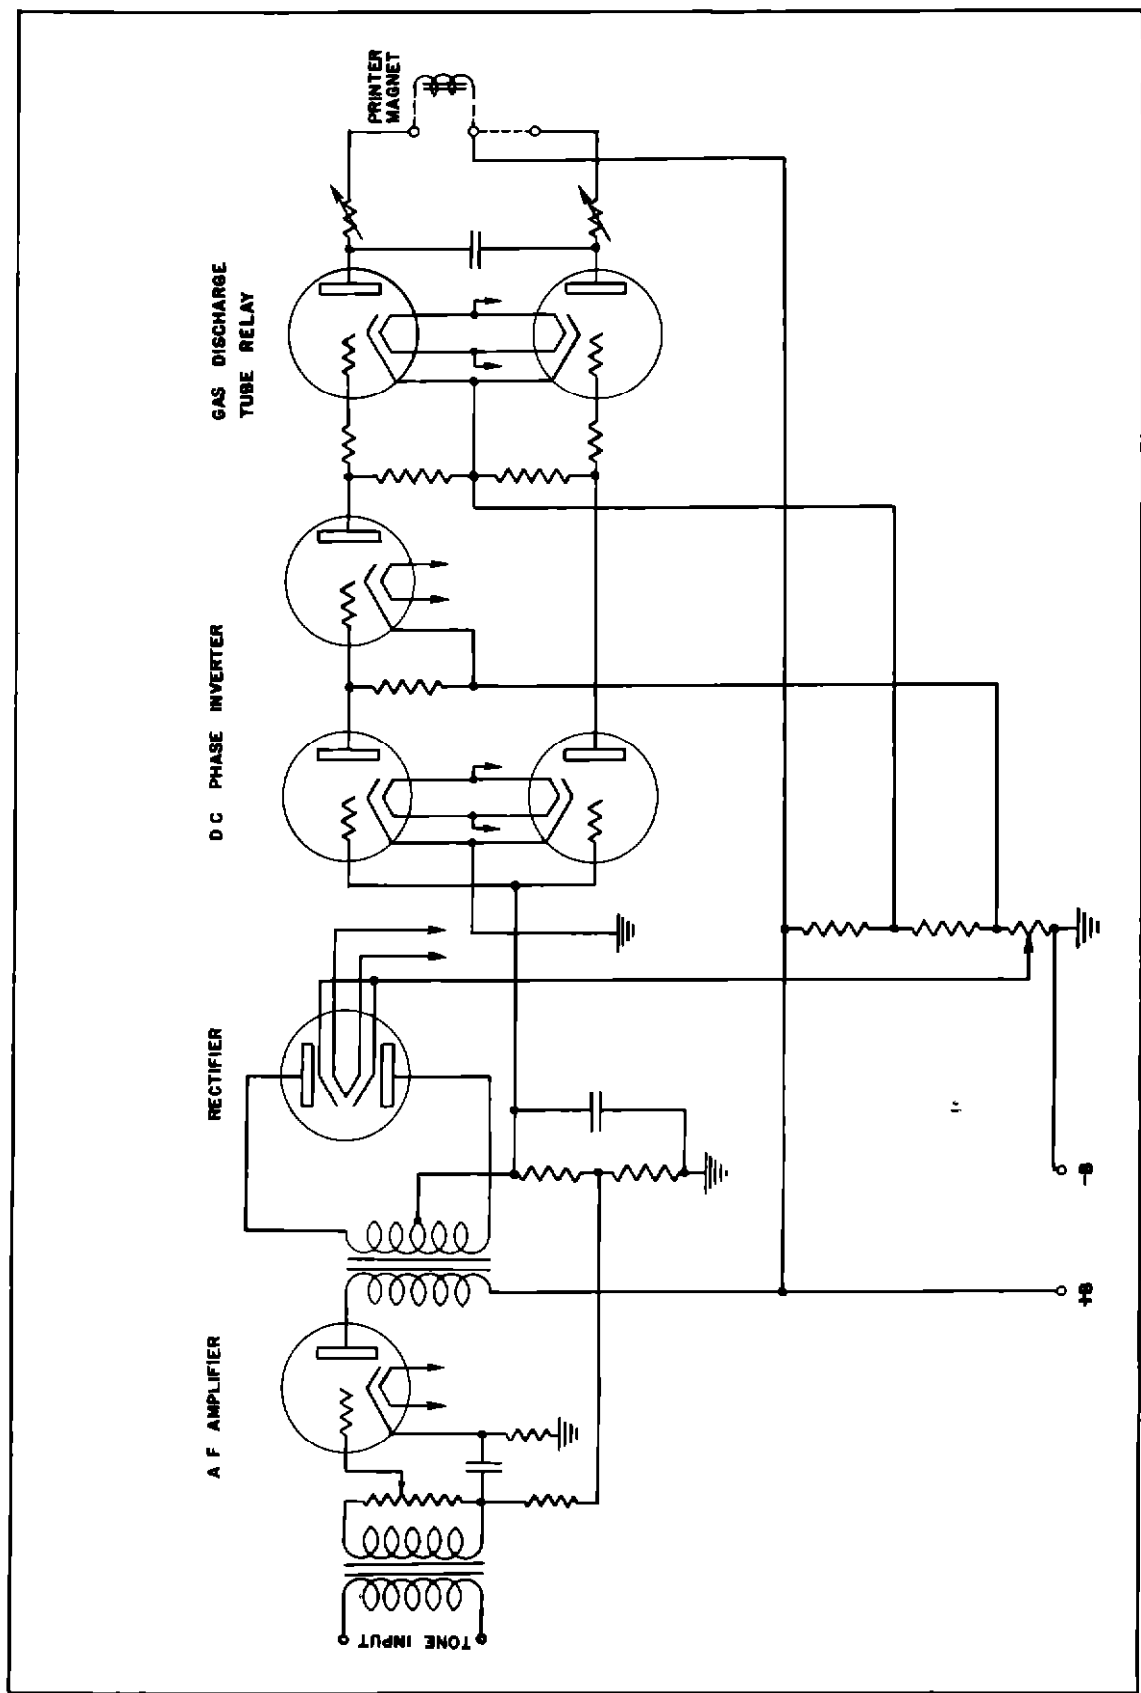 TONE INPUT
A F AMPLIFIER
RECTIFIER
D C PHASE INVERTER
GAS DISCHARGE
TUBE RELAY
PRINTER
MAGNET
+B
-B